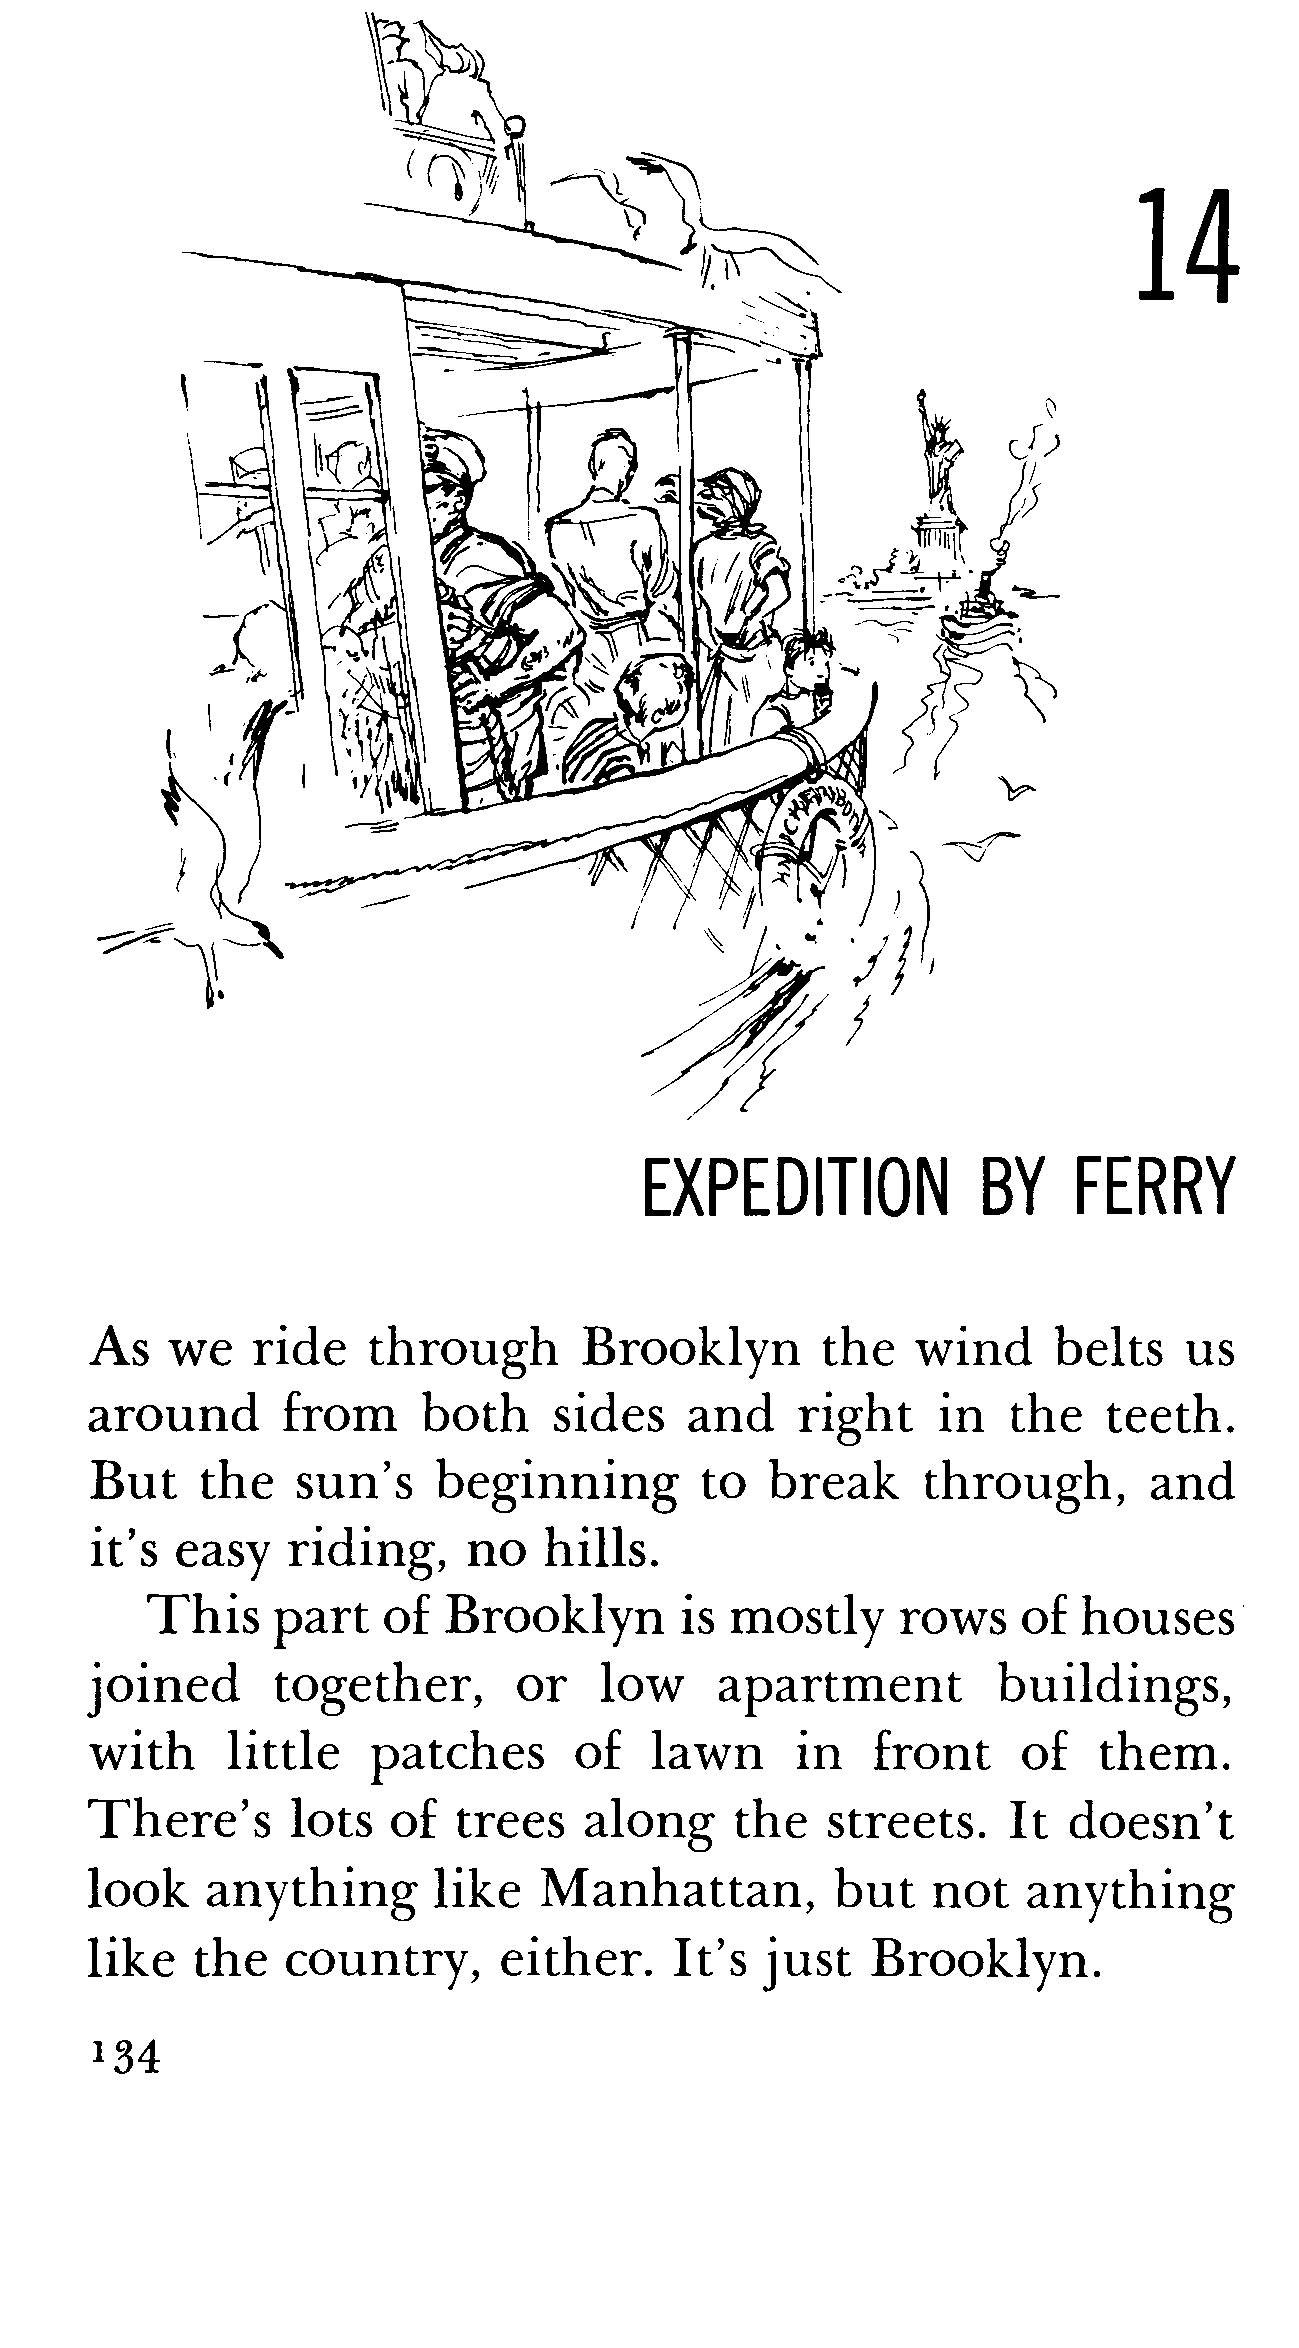 14
KNICKERBOCK
EXPEDITION BY FERRY
As we ride through Brooklyn the wind belts us
around from both sides and right in the teeth.
But the sun’s beginning to break through, and
it’s easy riding, no hills.
This part of Brooklyn is mostly rows of houses
joined together, or low apartment buildings,
with little patches of lawn in front of them.
There’s lots of trees along the streets. It doesn’t
look anything like Manhattan, but not anything
like the country, either. It’s just Brooklyn.
134